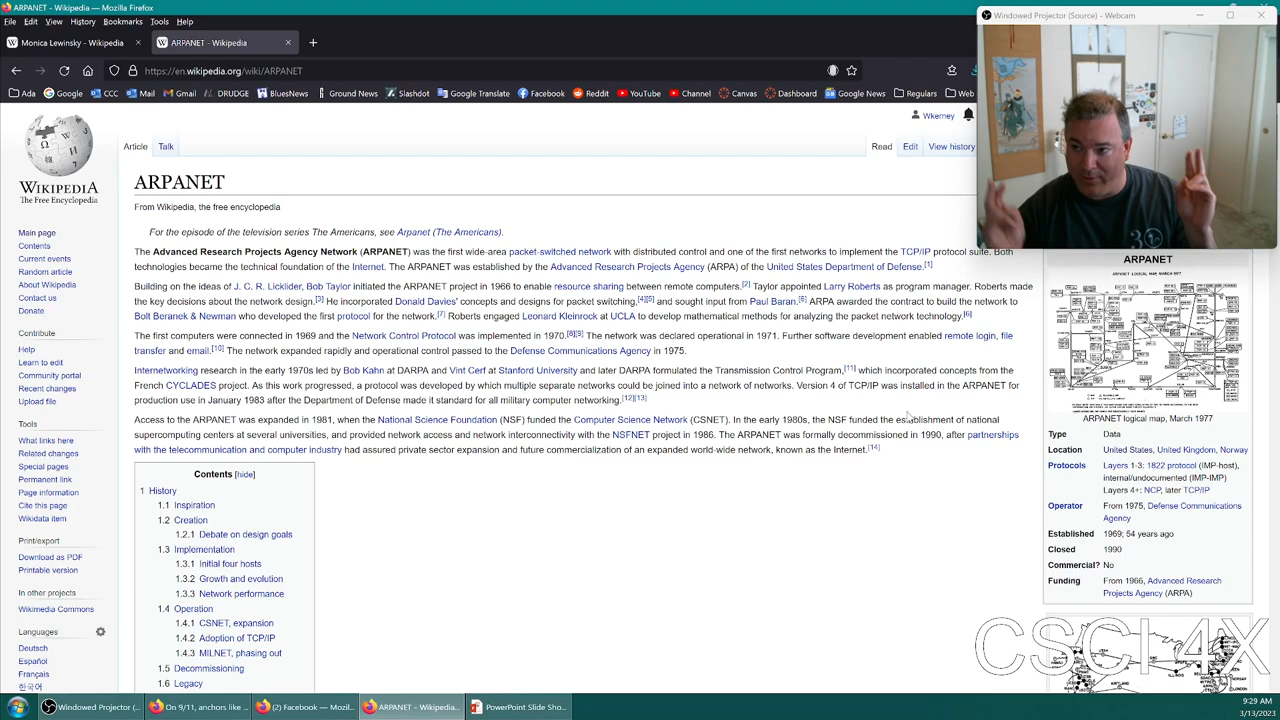 ARPANET - Wikipedia — Mozilla Firefox
File Edit View History Bookmarks Tools Help
Monica Lewinsky - Wikipedia
ARPANET - Wikipedia
https://en.wikipedia.org/wiki/ARPANET
Ada Google CCC Mail Gmail DRUDGE BluesNews Ground News Slashdot Google Translate Facebook Reddit YouTube Channel Canvas Dashboard GrubHub Regulars Web
Windowed Projector (Source) - Webcam
WIKIPEDIA
The Free Encyclopedia
Main page
Contents
Current events
Random article
About Wikipedia
Contact us
Donate
Contribute
Help
Learn to edit
Community portal
Recent changes
Upload file
Tools
What links here
Related changes
Special pages
Permanent link
Page information
Cite this page
Wikidata item
Print/export
Download as PDF
Printable version
In other projects
Wikimedia Commons
Languages
Deutsch
Español
Français
한국어
Wkerney
Article Talk
Read Edit View history
ARPANET
From Wikipedia, the free encyclopedia
For the episode of the television series The Americans, see Arpanet (The Americans).
The Advanced Research Projects Agency Network (ARPANET) was the first wide-area packet-switched network with distributed control and one of the first networks to implement the TCP/IP protocol suite. Both
technologies became the technical foundation of the Internet. The ARPANET was established by the Advanced Research Projects Agency (ARPA) of the United States Department of Defense.[1]
Building on the ideas of J. C. R. Licklider, Bob Taylor initiated the ARPANET project in 1966 to enable resource sharing between remote computers.[2] Taylor appointed Larry Roberts as program manager. Roberts made
the key decisions about the network design.[3] He incorporated Donald Davies' concepts and designs for packet switching,[4][5] and sought input from Paul Baran.[6] ARPA awarded the contract to build the network to
Bolt Beranek & Newman who developed the first protocol for the network.[7] Roberts engaged Leonard Kleinrock at UCLA to develop mathematical methods for analyzing the packet network technology.[6]
The first computers were connected in 1969 and the Network Control Protocol was implemented in 1970.[8][9] The network was declared operational in 1971. Further software development enabled remote login, file
transfer and email.[10] The network expanded rapidly and operational control passed to the Defense Communications Agency in 1975.
Internetworking research in the early 1970s led by Bob Kahn at DARPA and Vint Cerf at Stanford University and later DARPA formulated the Transmission Control Program,[11] which incorporated concepts from the
French CYCLADES project. As this work progressed, a protocol was developed by which multiple separate networks could be joined into a network of networks. Version 4 of TCP/IP was installed in the ARPANET for
production use in January 1983 after the Department of Defense made it standard for all military computer networking.[12][13]
Access to the ARPANET was expanded in 1981, when the National Science Foundation (NSF) funded the Computer Science Network (CSNET). In the early 1980s, the NSF funded the establishment of national
supercomputing centers at several universities, and provided network access and network interconnectivity with the NSFNET project in 1986. The ARPANET was formally decommissioned in 1990, after partnerships
with the telecommunication and computer industry had assured private sector expansion and future commercialization of an expanded world-wide network, known as the Internet.[14]
Contents [hide]
1 History
1.1 Inspiration
1.2 Creation
1.2.1 Debate on design goals
1.3 Implementation
1.3.1 Initial four hosts
1.3.2 Growth and evolution
1.3.3 Network performance
1.4 Operation
1.4.1 CSNET, expansion
1.4.2 Adoption of TCP/IP
1.4.3 MILNET, phasing out
1.5 Decommissioning
1.6 Legacy
ARPANET
ARPANET LOGICAL MAP, MARCH 1977
ARPANET logical map, March 1977
Type Data
Location United States, United Kingdom, Norway
Protocols Layers 1-3: 1822 protocol (IMP-host),
internal/undocumented (IMP-IMP)
Layers 4+: NCP, later TCP/IP
Operator From 1975, Defense Communications
Agency
Established 1969; 54 years ago
Closed 1990
Commercial? No
Funding From 1966, Advanced Research
Projects Agency (ARPA)
CSCI 4X
Windowed Projector (...
On 9/11, anchors like ...
(2) Facebook — Mozil...
ARPANET - Wikipedia...
PowerPoint Slide Sho...
9:29 AM
3/13/2023